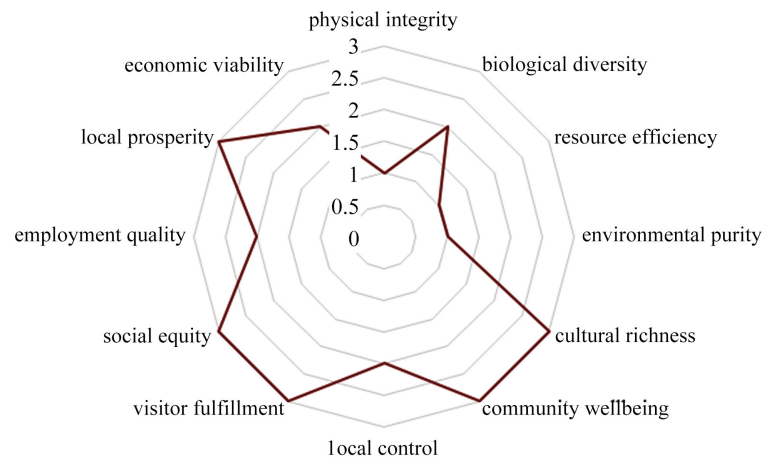 physical integrity
3
economic viability
biological diversity
2.5
2
local prosperity
resource efficiency
1.5
1
0.5
employment quality
0
environmental purity
social equity
cultural richness
visitor fulfillment
community wellbeing
local control